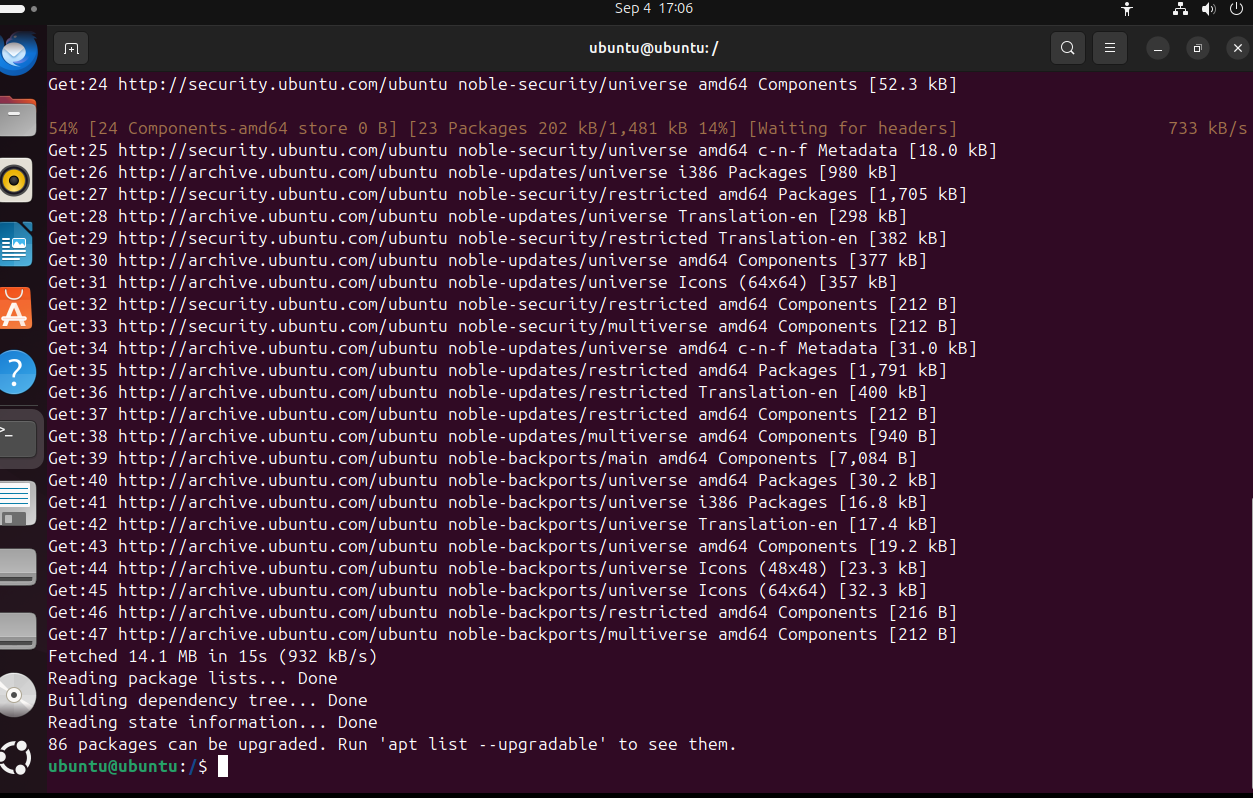 Sep 4 17:06
ubuntu@ubuntu: /
Get:24 http://security.ubuntu.com/ubuntu noble-security/universe amd64 Components [52.3 kB]
54% [24 Components-amd64 store 0 B] [23 Packages 202 kB/1,481 kB 14%] [Waiting for headers] 733 kB/s
Get:25 http://security.ubuntu.com/ubuntu noble-security/universe amd64 c-n-f Metadata [18.0 kB]
Get:26 http://archive.ubuntu.com/ubuntu noble-updates/universe i386 Packages [980 kB]
Get:27 http://security.ubuntu.com/ubuntu noble-security/restricted amd64 Packages [1,705 kB]
Get:28 http://archive.ubuntu.com/ubuntu noble-updates/universe Translation-en [298 kB]
Get:29 http://security.ubuntu.com/ubuntu noble-security/restricted Translation-en [382 kB]
Get:30 http://archive.ubuntu.com/ubuntu noble-updates/universe amd64 Components [377 kB]
Get:31 http://archive.ubuntu.com/ubuntu noble-updates/universe Icons (64x64) [357 kB]
Get:32 http://security.ubuntu.com/ubuntu noble-security/restricted amd64 Components [212 B]
Get:33 http://security.ubuntu.com/ubuntu noble-security/multiverse amd64 Components [212 B]
Get:34 http://archive.ubuntu.com/ubuntu noble-updates/universe amd64 c-n-f Metadata [31.0 kB]
Get:35 http://archive.ubuntu.com/ubuntu noble-updates/restricted amd64 Packages [1,791 kB]
Get:36 http://archive.ubuntu.com/ubuntu noble-updates/restricted Translation-en [400 kB]
Get:37 http://archive.ubuntu.com/ubuntu noble-updates/restricted amd64 Components [212 B]
Get:38 http://archive.ubuntu.com/ubuntu noble-updates/multiverse amd64 Components [940 B]
Get:39 http://archive.ubuntu.com/ubuntu noble-backports/main amd64 Components [7,084 B]
Get:40 http://archive.ubuntu.com/ubuntu noble-backports/universe amd64 Packages [30.2 kB]
Get:41 http://archive.ubuntu.com/ubuntu noble-backports/universe i386 Packages [16.8 kB]
Get:42 http://archive.ubuntu.com/ubuntu noble-backports/universe Translation-en [17.4 kB]
Get:43 http://archive.ubuntu.com/ubuntu noble-backports/universe amd64 Components [19.2 kB]
Get:44 http://archive.ubuntu.com/ubuntu noble-backports/universe Icons (48x48) [23.3 kB]
Get:45 http://archive.ubuntu.com/ubuntu noble-backports/universe Icons (64x64) [32.3 kB]
Get:46 http://archive.ubuntu.com/ubuntu noble-backports/restricted amd64 Components [216 B]
Get:47 http://archive.ubuntu.com/ubuntu noble-backports/multiverse amd64 Components [212 B]
Fetched 14.1 MB in 15s (932 kB/s)
Reading package lists... Done
Building dependency tree... Done
Reading state information... Done
86 packages can be upgraded. Run 'apt list --upgradable' to see them.
ubuntu@ubuntu:/$